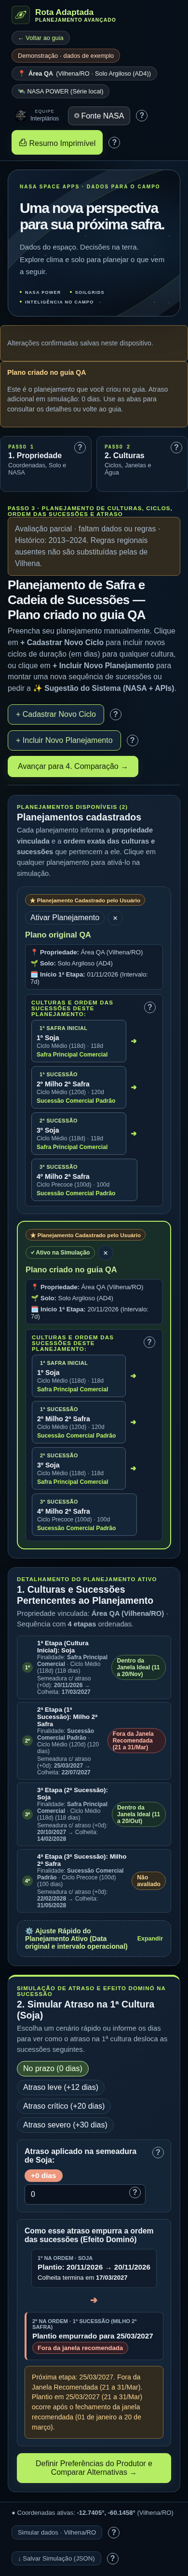 Rota Adaptada
PLANEJAMENTO AVANÇADO
← Voltar ao guia
Demonstração · dados de exemplo
📍 Área QA (Vilhena/RO · Solo Argiloso (AD4))
🛰 NASA POWER (Série local)
EQUIPE
Interplários
⚙ Fonte NASA
?
🖨 Resumo Imprimível
?
NASA SPACE APPS · DADOS PARA O CAMPO
Uma nova perspectiva
para sua próxima safra.
Dados do espaço. Decisões na terra.
Explore, refina e solo para planejar o que vem
a seguir.
NASA POWER
SOILGRIDS
INTELIGÊNCIA NO CAMPO
Alterações confirmadas salvas neste dispositivo.
Plano criado no guia QA
Este é o planejamento que você criou no guia. Atraso
adicional em simulação: 0 dias. Use as abas para
consultar os detalhes ou volte ao guia.
PASSO 1
?
1. Propriedade
Coordenadas, Solo e
NASA
PASSO 2
?
2. Culturas
Ciclos, Janelas e
Água
PASSO 3 · PLANEJAMENTO DE CULTURAS, CICLOS,
ORDEM DAS SUCESSÕES E ATRASO
Avaliação parcial · faltam dados ou regras ·
Histórico: 2013–2024. Regras regionais
ausentes não são substituídas pelas de
Vilhena.
Planejamento de Safra e
Cadeia de Sucessões —
Plano criado no guia QA
Preencha seu planejamento manualmente. Clique
em + Cadastrar Novo Ciclo para incluir novos
ciclos de duração (em dias) para qualquer cultura,
ou clique em + Incluir Novo Planejamento para
montar uma nova sequência de sucessões ou
pedir a ✨ Sugestão do Sistema (NASA + APIs).
+ Cadastrar Novo Ciclo
?
+ Incluir Novo Planejamento
?
Avançar para 4. Comparação →
PLANEJAMENTOS DISPONÍVEIS (2)
Planejamentos cadastrados
Cada planejamento informa a propriedade
vinculada e a ordem exata das culturas e
sucessões que pertencem a ele. Clique em
qualquer planejamento para ativá-lo na
simulação.
★ Planejamento Cadastrado pelo Usuário
Ativar Planejamento
✕
Plano original QA
📍 Propriedade: Área QA (Vilhena/RO)
🌱 Solo: Solo Argiloso (AD4)
🗓 Início 1ª Etapa: 01/11/2026 (Intervalo:
7d)
CULTURAS E ORDEM DAS
SUCESSÕES DESTE
PLANEJAMENTO:
?
1ª SAFRA INICIAL
1º Soja
Ciclo Médio (118d) · 118d
Safra Principal Comercial
➔
1ª SUCESSÃO
2º Milho 2ª Safra
Ciclo Médio (120d) · 120d
Sucessão Comercial Padrão
➔
2ª SUCESSÃO
3º Soja
Ciclo Médio (118d) · 118d
Safra Principal Comercial
➔
3ª SUCESSÃO
4º Milho 2ª Safra
Ciclo Precoce (100d) · 100d
Sucessão Comercial Padrão
★ Planejamento Cadastrado pelo Usuário
✓ Ativo na Simulação
✕
Plano criado no guia QA
📍 Propriedade: Área QA (Vilhena/RO)
🌱 Solo: Solo Argiloso (AD4)
🗓 Início 1ª Etapa: 20/11/2026 (Intervalo:
7d)
CULTURAS E ORDEM DAS
SUCESSÕES DESTE
PLANEJAMENTO:
?
1ª SAFRA INICIAL
1º Soja
Ciclo Médio (118d) · 118d
Safra Principal Comercial
➔
1ª SUCESSÃO
2º Milho 2ª Safra
Ciclo Médio (120d) · 120d
Sucessão Comercial Padrão
➔
2ª SUCESSÃO
3º Soja
Ciclo Médio (118d) · 118d
Safra Principal Comercial
➔
3ª SUCESSÃO
4º Milho 2ª Safra
Ciclo Precoce (100d) · 100d
Sucessão Comercial Padrão
DETALHAMENTO DO PLANEJAMENTO ATIVO
1. Culturas e Sucessões
Pertencentes ao Planejamento
Propriedade vinculada: Área QA (Vilhena/RO) ·
Sequência com 4 etapas ordenadas.
1º
1ª Etapa (Cultura
Inicial): Soja
Finalidade: Safra Principal
Comercial · Ciclo Médio
(118d) (118 dias)
Semeadura c/ atraso
(+0d): 20/11/2026 →
Colheita: 17/03/2027
Dentro da
Janela Ideal (11
a 20/Nov)
2º
2ª Etapa (1ª
Sucessão): Milho 2ª
Safra
Finalidade: Sucessão
Comercial Padrão · Ciclo
Médio (120d) (120
dias)
Semeadura c/ atraso
(+0d): 25/03/2027 →
Colheita: 22/07/2027
Fora da Janela
Recomendada
(21 a 31/Mar)
3º
3ª Etapa (2ª Sucessão):
Soja
Finalidade: Safra Principal
Comercial · Ciclo Médio
(118d) (118 dias)
Semeadura c/ atraso (+0d):
20/10/2027 → Colheita:
14/02/2028
Dentro da
Janela Ideal (11
a 20/Out)
4º
4ª Etapa (3ª Sucessão): Milho
2ª Safra
Finalidade: Sucessão Comercial
Padrão · Ciclo Precoce (100d)
(100 dias)
Semeadura c/ atraso (+0d):
22/02/2028 → Colheita:
31/05/2028
Não
avaliado
⚙️ Ajuste Rápido do
Planejamento Ativo (Data
original e intervalo operacional)
Expandir
SIMULAÇÃO DE ATRASO E EFEITO DOMINÓ NA
SUCESSÃO
2. Simular Atraso na 1ª Cultura
(Soja)
Escolha um cenário rápido ou informe os dias
para ver como o atraso na 1ª cultura desloca as
sucessões seguintes.
No prazo (0 dias)
Atraso leve (+12 dias)
Atraso crítico (+20 dias)
Atraso severo (+30 dias)
Atraso aplicado na semeadura
de Soja:
?
+0 dias
0
?
Como esse atraso empurra a ordem
das sucessões (Efeito Dominó)
1º NA ORDEM · SOJA
Plantio: 20/11/2026 → 20/11/2026
Colheita termina em 17/03/2027
➔
2º NA ORDEM · 1ª SUCESSÃO (MILHO 2ª
SAFRA)
Plantio empurrado para 25/03/2027
Fora da janela recomendada
Próxima etapa: 25/03/2027. Fora da
Janela Recomendada (21 a 31/Mar).
Plantio em 25/03/2027 (21 a 31/Mar)
ocorre após o fechamento da janela
recomendada (01 de janeiro a 20 de
março).
Definir Preferências do Produtor e
Comparar Alternativas →
● Coordenadas ativas: -12.7405°, -60.1458° (Vilhena/RO)
Simular dados · Vilhena/RO
?
↓ Salvar Simulação (JSON)
?